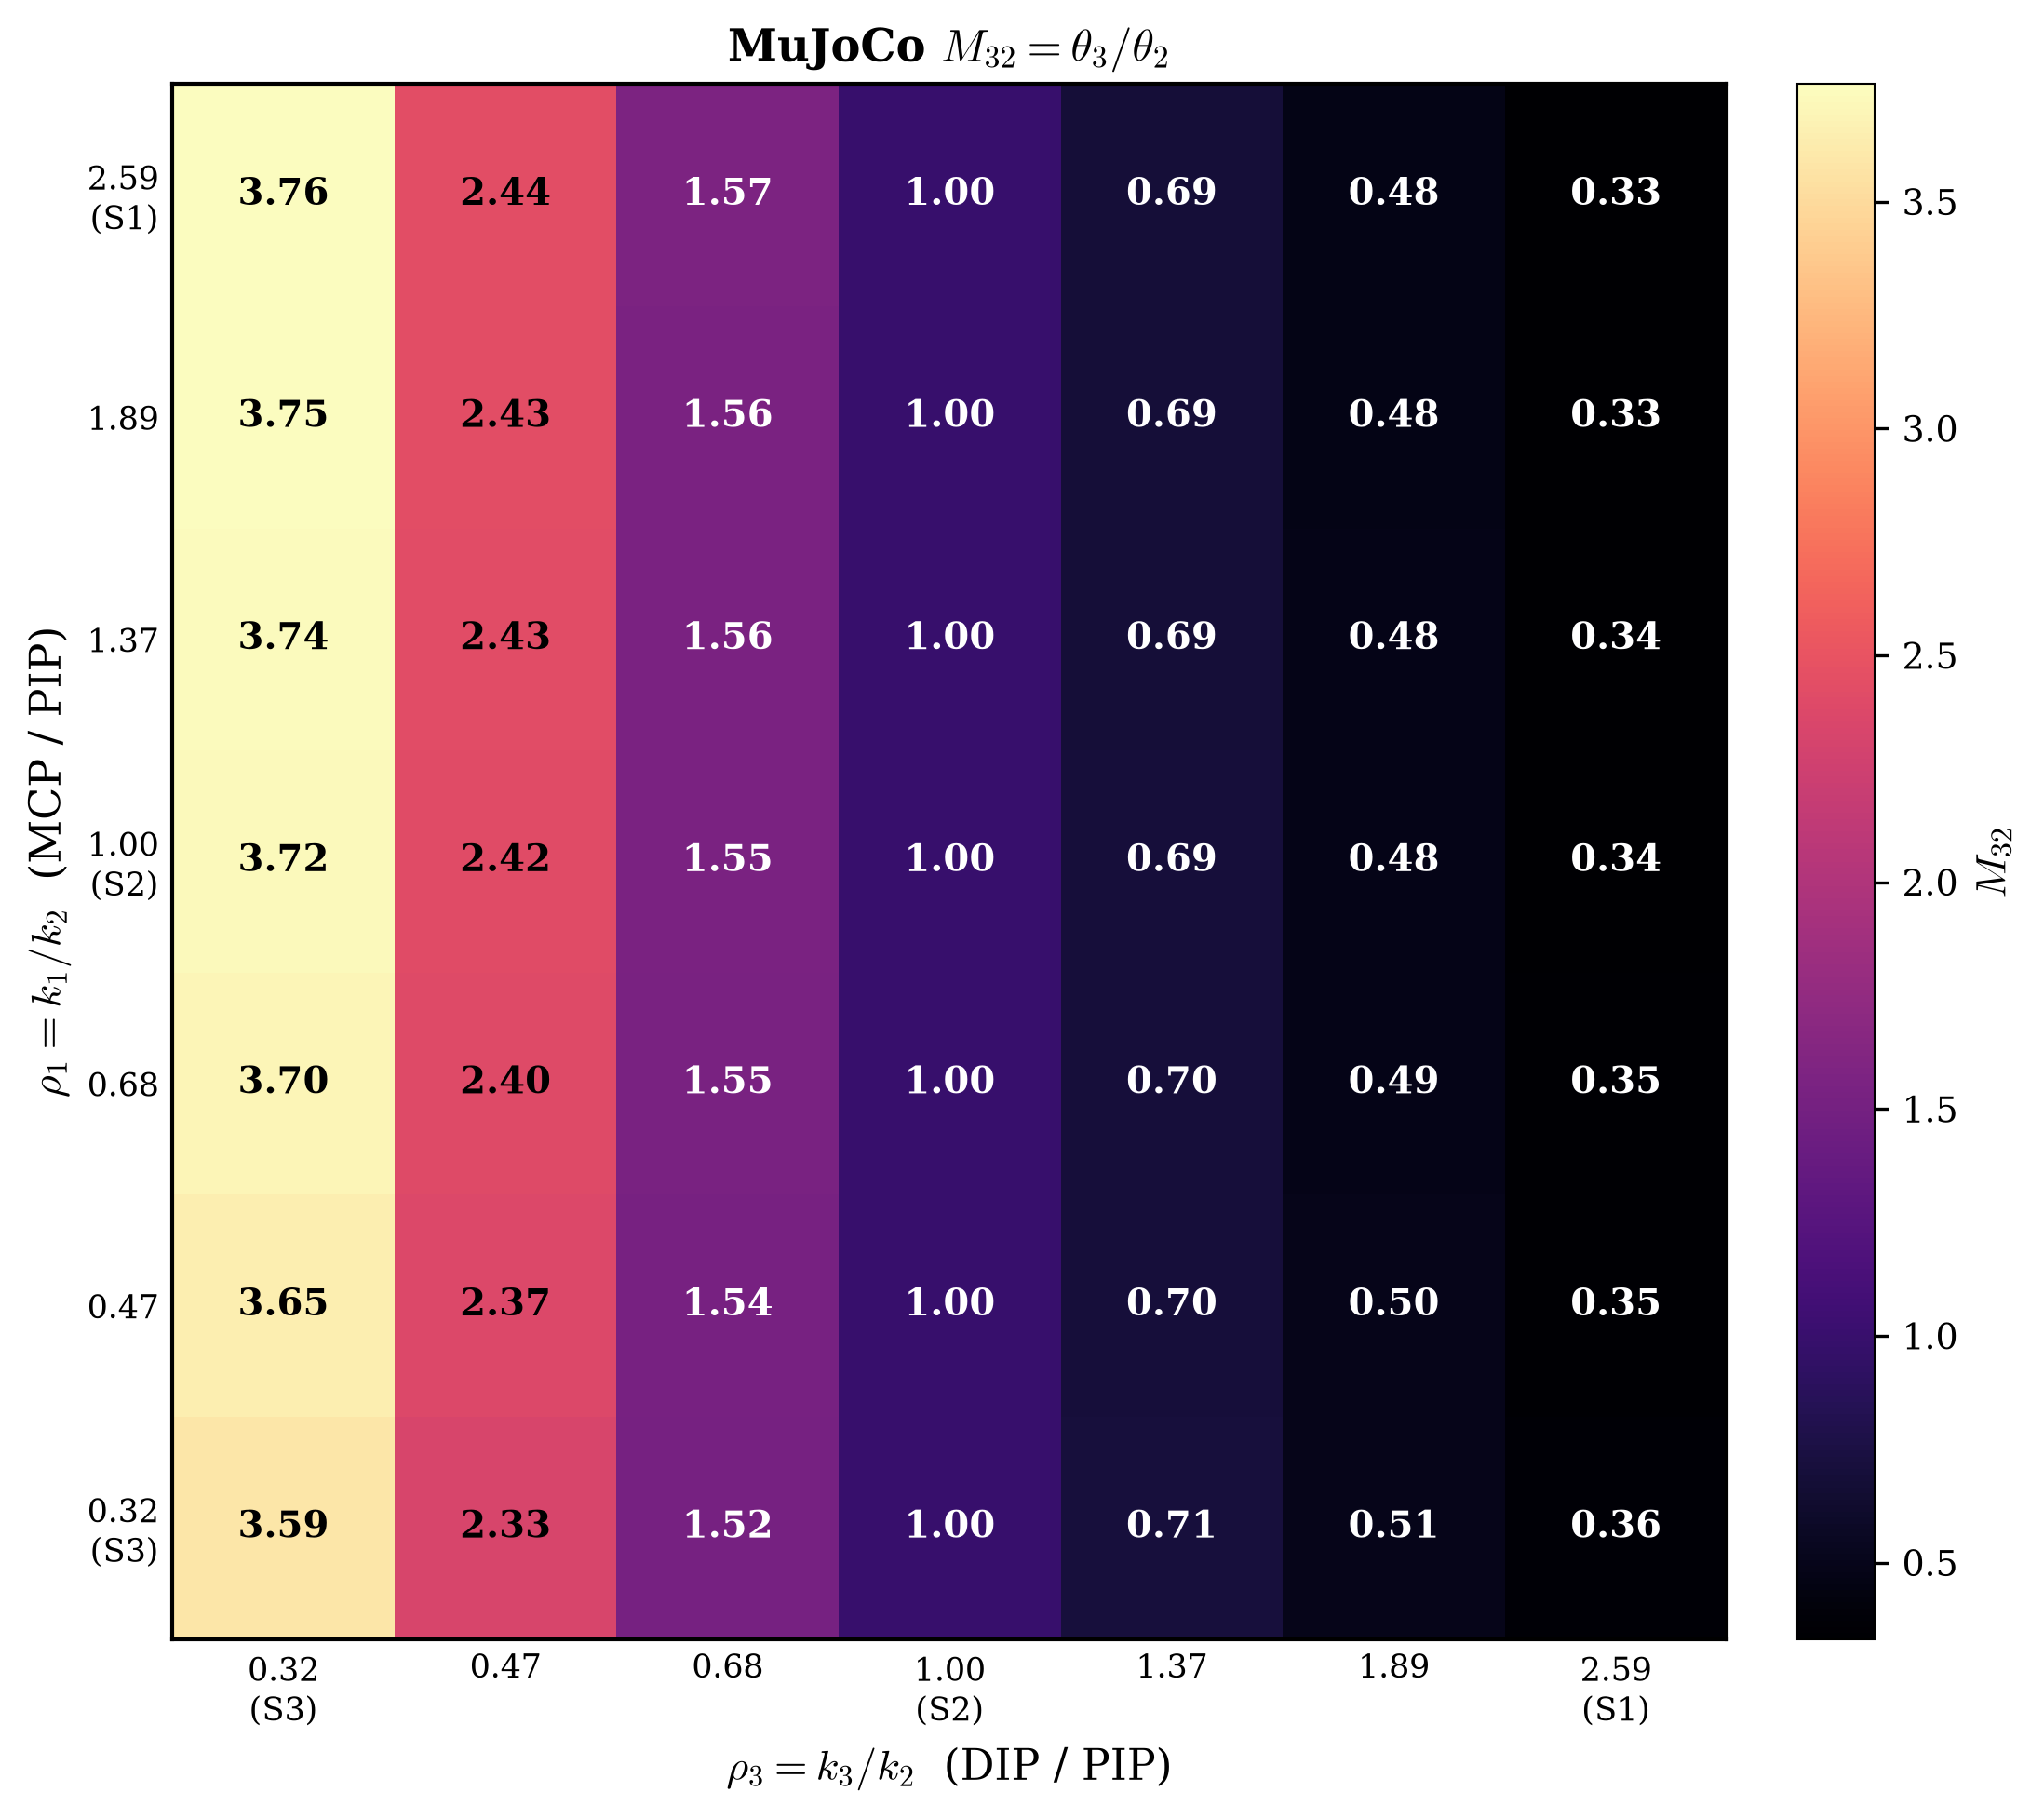 MuJoCo M₃₂ = θ₃/θ₂
2.59
(S1)
3.76 2.44 1.57 1.00 0.69 0.48 0.33
1.89
3.75 2.43 1.56 1.00 0.69 0.48 0.33
1.37
3.74 2.43 1.56 1.00 0.69 0.48 0.34
1.00
(S2)
3.72 2.42 1.55 1.00 0.69 0.48 0.34
0.68
3.70 2.40 1.55 1.00 0.70 0.49 0.35
0.47
3.65 2.37 1.54 1.00 0.70 0.50 0.35
0.32
(S3)
3.59 2.33 1.52 1.00 0.71 0.51 0.36
ρ₁ = k₁/k₂ (MCP / PIP)
0.32 0.47 0.68 1.00 1.37 1.89 2.59
(S3) (S2) (S1)
ρ₃ = k₃/k₂ (DIP / PIP)
3.5
3.0
2.5
2.0
1.5
1.0
0.5
M₃₂